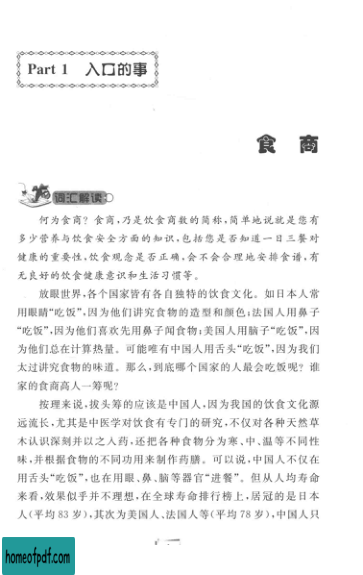 Part 1 入口的事
食 商
词汇解读
何为食商？食商,乃是饮食商数的简称,简单地说就是您有
多少营养与饮食安全方面的知识,包括您是否知道一日三餐对
健康的重要性,饮食观念是否正确,会不会合理地安排食谱,有
无良好的饮食健康意识和生活习惯等。
放眼世界,各个国家皆有各自独特的饮食文化。如日本人常
用眼睛“吃饭”,因为他们讲究食物的造型和颜色;法国人用鼻子
“吃饭”,因为他们喜欢先用鼻子闻食物;美国人用脑子“吃饭”,因
为他们总在计算热量。可能唯有中国人用舌头“吃饭”,因为我们
太过讲究食物的味道。那么,到底哪个国家的人最会吃饭呢？谁
家的食商高人一筹呢?
按理来说,拔头筹的应该是中国人,因为我国的饮食文化源
远流长,尤其是中医学对饮食有专门的研究,不仅对各种天然草
木认识深刻并以之入药,还把各种食物分为寒、中、温等不同性
味,并根据食物的不同功用来制作药膳。可以说,中国人不仅在
用舌头“吃饭”,也在用眼、鼻、脑等器官“进餐”。但从人均寿命
来看,效果似乎并不理想,在全球寿命排行榜上,居冠的是日本
人(平均 83 岁),其次为美国人、法国人等(平均 78 岁),中国人只
homeofpdf.com